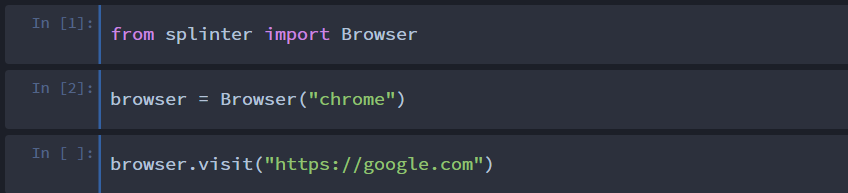 In [1]: from splinter import Browser
In [2]: browser = Browser("chrome")
In [ ]: browser.visit("https://google.com")